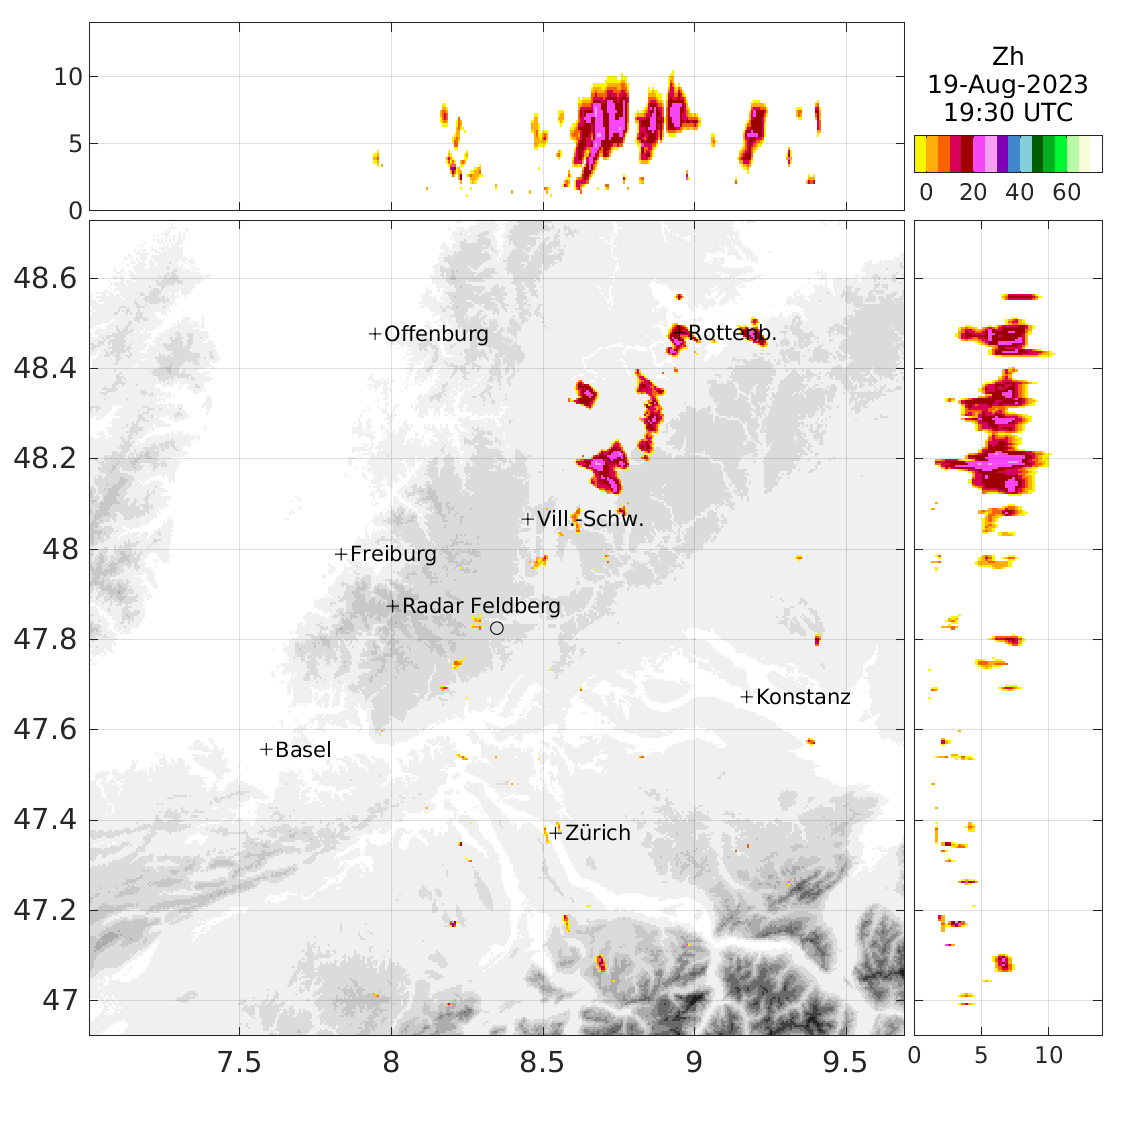 10
5
0
Zh
19-Aug-2023
19:30 UTC
0 20 40 60
48.6
48.4
48.2
48
47.8
47.6
47.4
47.2
47
Offenburg
Rottenb.
Vill.-Schw.
Freiburg
Radar Feldberg
Konstanz
Basel
Zürich
7.5 8 8.5 9 9.5
0 5 10